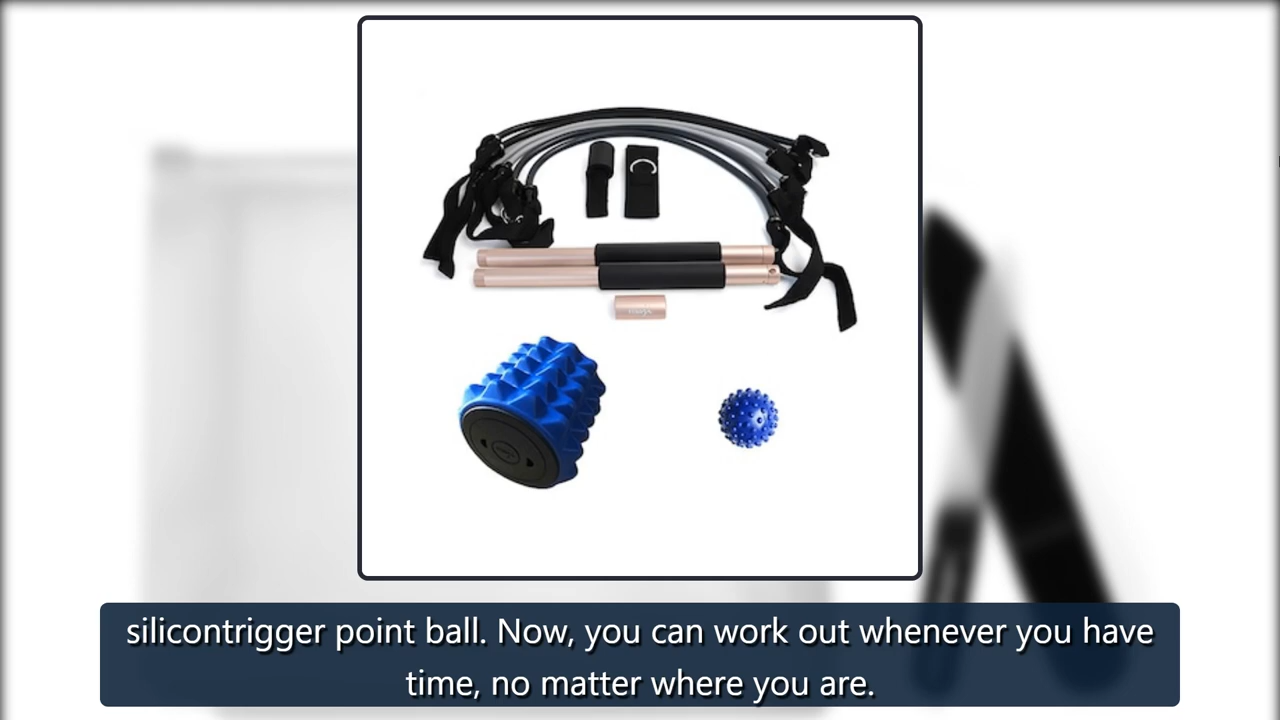 silicontrigger point ball. Now, you can work out whenever you have
time, no matter where you are.